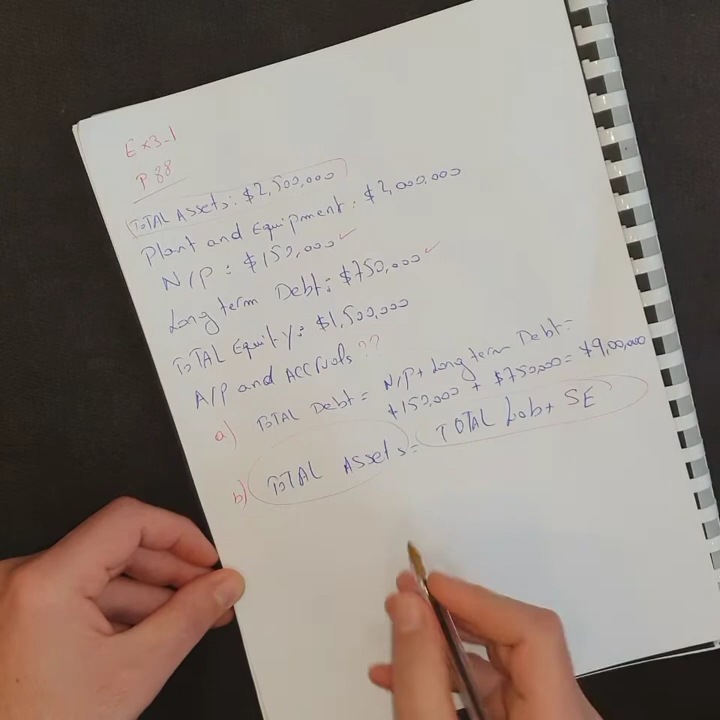 Ex3-1
P88
TOTAL Assets: $2,500,000
Plant and Equipment: $2,000,000
N/P: $150,000 ✓
Long term Debt: $750,000 ✓
TOTAL Equity: $1,500,000
A/P and Accruals ??
a) TOTAL Debt = N/P + Long term Debt =
$150,000 + $750,000 = $9,00,000
b) TOTAL Assets = TOTAL Lab + SE